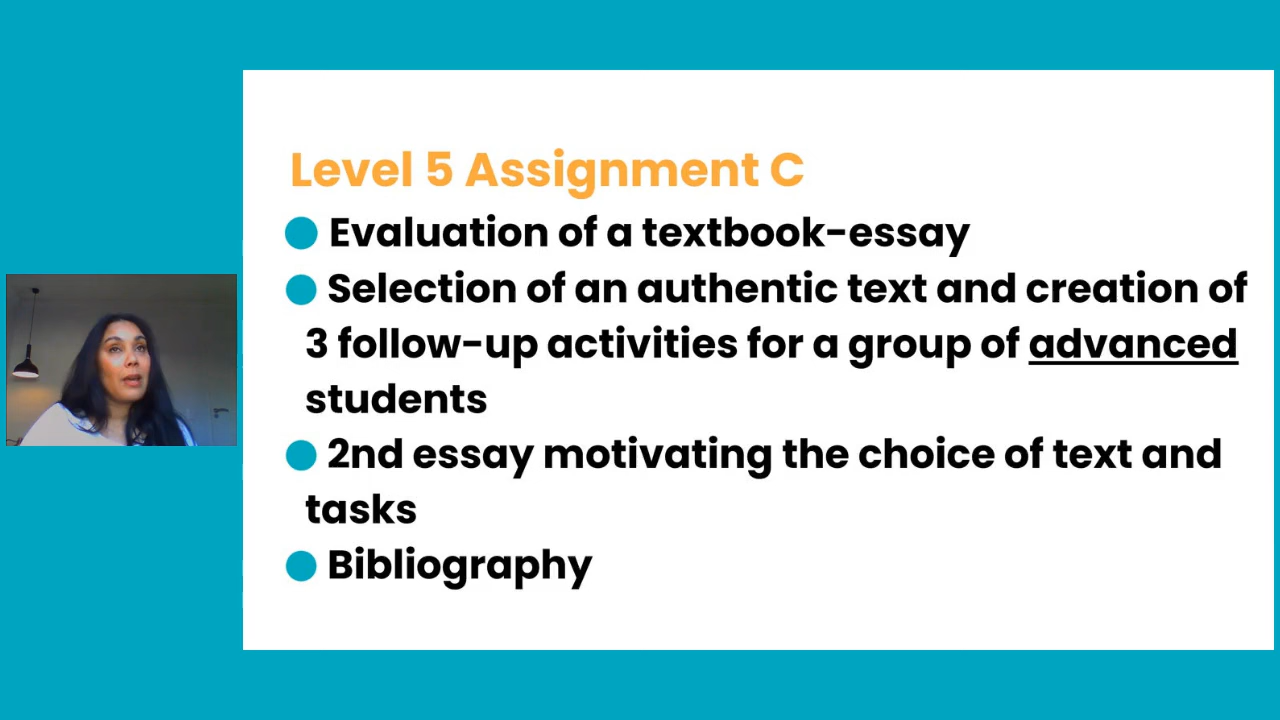 Level 5 Assignment C
Evaluation of a textbook-essay
Selection of an authentic text and creation of
3 follow-up activities for a group of advanced
students
2nd essay motivating the choice of text and
tasks
Bibliography